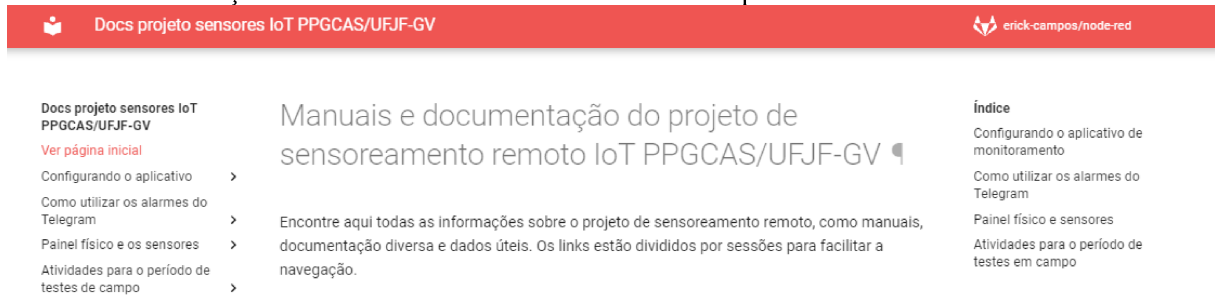 Docs projeto sensores IoT PPGCAS/UFJF-GV
erick-campos/node-red
Docs projeto sensores IoT
PPGCAS/UFJF-GV
Ver página inicial
Configurando o aplicativo
Como utilizar os alarmes do
Telegram
Painel físico e os sensores
Atividades para o período de
testes de campo
Manuais e documentação do projeto de
sensoreamento remoto IoT PPGCAS/UFJF-GV ¶
Encontre aqui todas as informações sobre o projeto de sensoreamento remoto, como manuais,
documentação diversa e dados úteis. Os links estão divididos por sessões para facilitar a
navegação.
Índice
Configurando o aplicativo de
monitoramento
Como utilizar os alarmes do
Telegram
Painel físico e sensores
Atividades para o período de
testes em campo